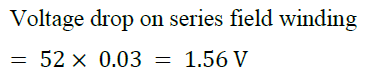 Voltage drop on series field winding
= 52 × 0.03 = 1.56 V